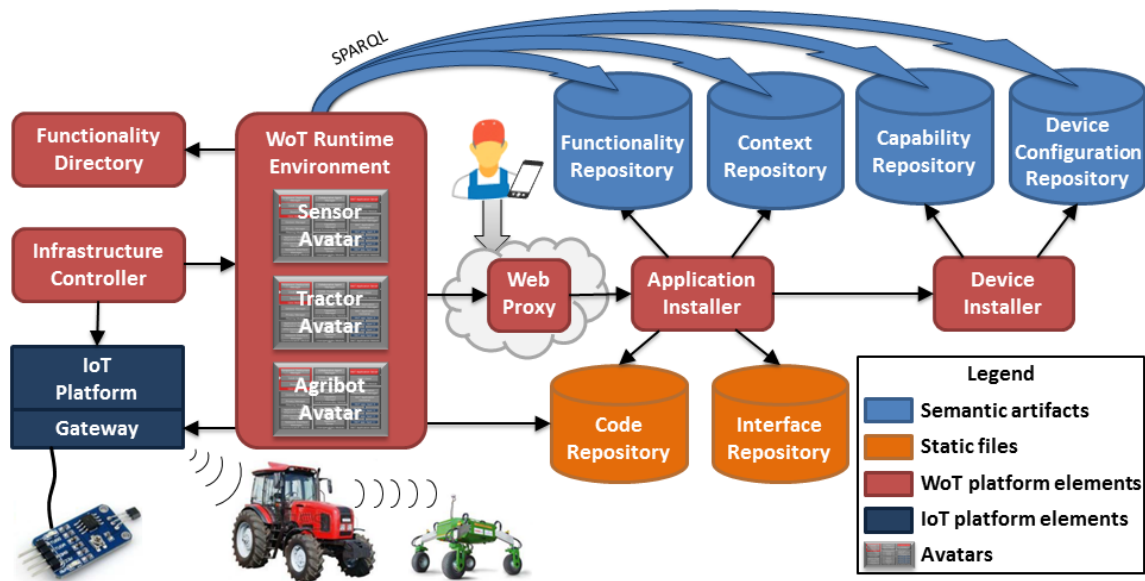 SPARQL
Functionality
Directory
WoT Runtime
Environment
Sensor
Avatar
Tractor
Avatar
Agribot
Avatar
Infrastructure
Controller
IoT
Platform
Gateway
Functionality
Repository
Context
Repository
Capability
Repository
Device
Configuration
Repository
Web
Proxy
Application
Installer
Device
Installer
Code
Repository
Interface
Repository
Legend
Semantic artifacts
Static files
WoT platform elements
IoT platform elements
Avatars